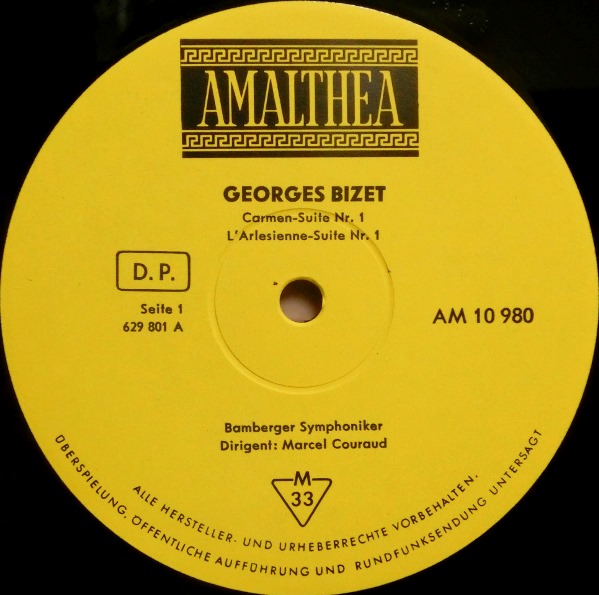 AMALTHEA
GEORGES BIZET
Carmen-Suite Nr. 1
L'Arlesienne-Suite Nr. 1
D. P.
Seite 1
629 801 A
AM 10 980
Bamberger Symphoniker
Dirigent: Marcel Couraud
M
33
ALLE HERSTELLER- UND URHEBERRECHTE VORBEHALTEN.
ÜBERSPIELUNG, ÖFFENTLICHE AUFFÜHRUNG UND RUNDFUNKSENDUNG UNTERSAGT